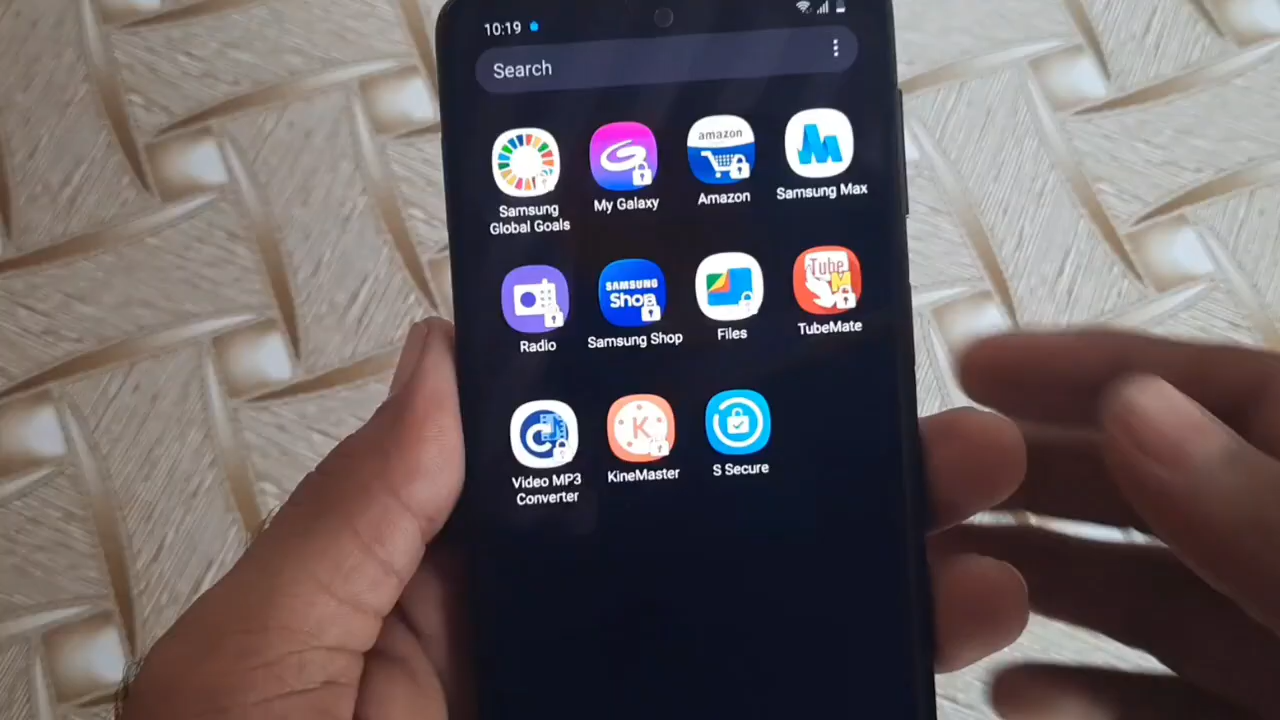 10:19
Search
Samsung
Global Goals
My Galaxy
amazon
Amazon
Samsung Max
Radio
SAMSUNG
Shop
Samsung Shop
Files
Tube
M
TubeMate
Video MP3
Converter
K
KineMaster
S Secure